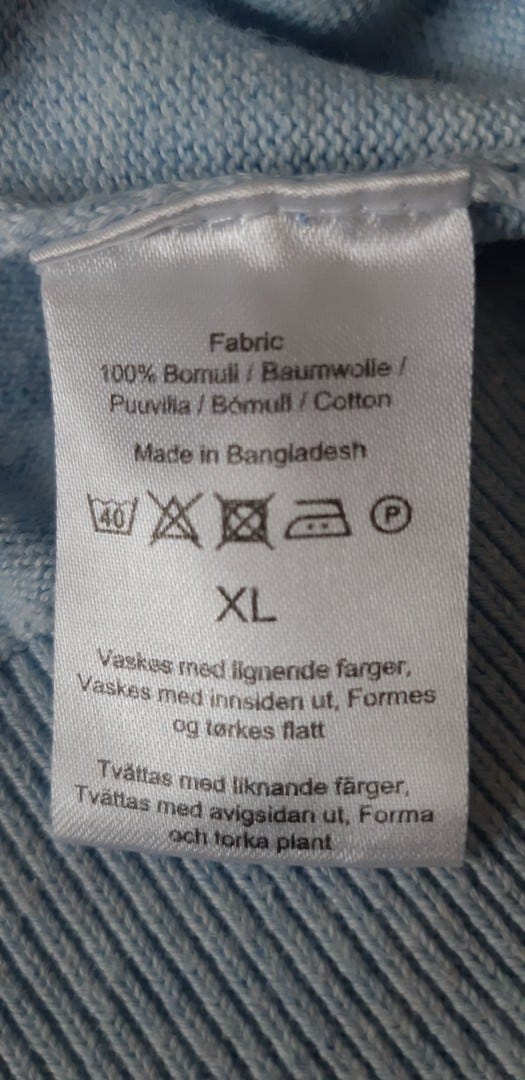 Fabric
100% Bomull / Baumwolle /
Puuvilla / Bómull / Cotton
Made in Bangladesh
40 P
XL
Vaskes med lignende farger,
Vaskes med innsiden ut, Formes
og tørkes flatt
Tvättas med liknande färger,
Tvättas med avigsidan ut, Forma
och torka plant